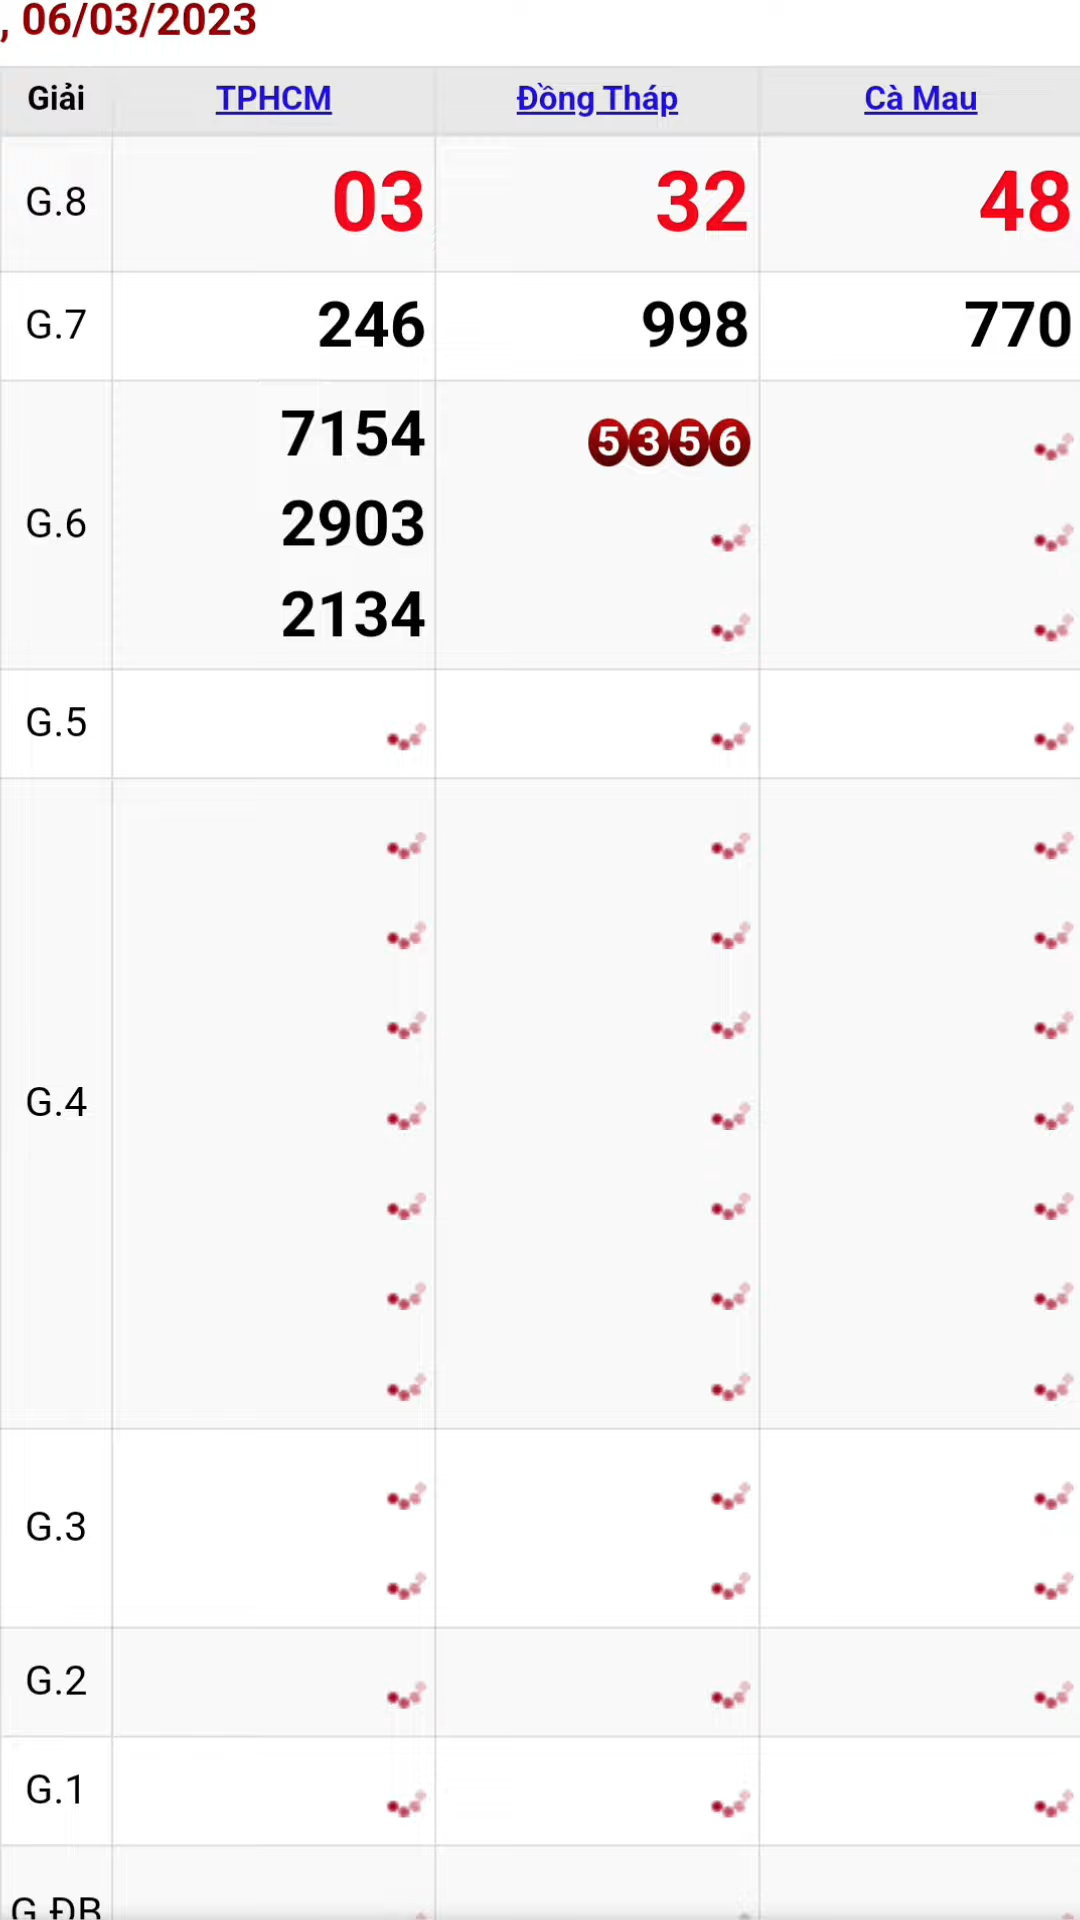 , 06/03/2023
Giải TPHCM Đồng Tháp Cà Mau
G.8 03 32 48
G.7 246 998 770
7154 5356
G.6 2903
2134
G.5
G.4
G.3
G.2
G.1
G.ĐB